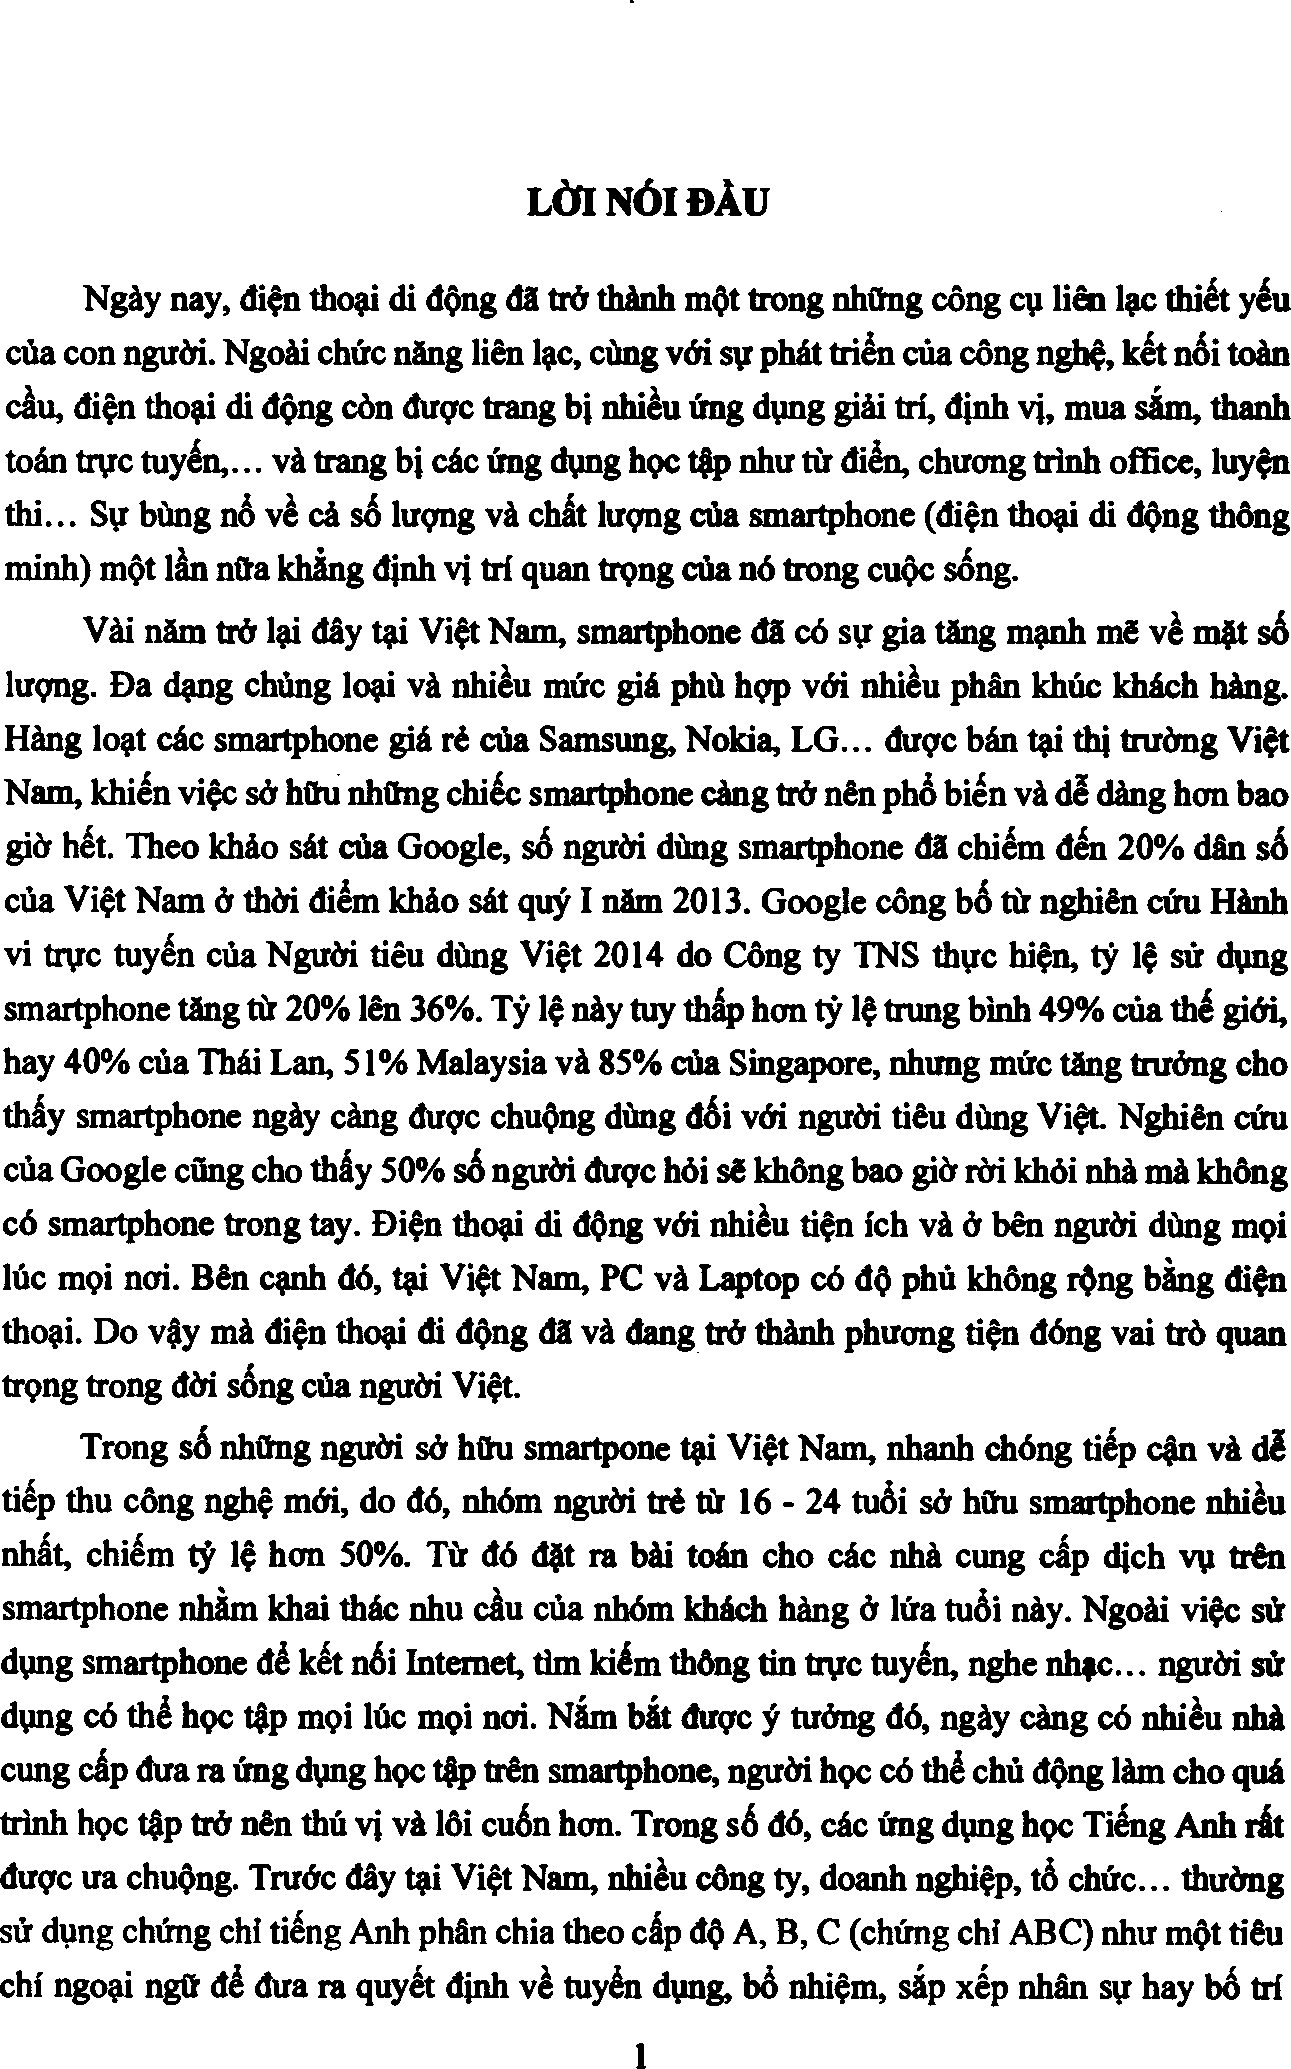 LỜI NÓI ĐẦU
Ngày nay, điện thoại di động đã trở thành một trong những công cụ liên lạc thiết yếu
của con người. Ngoài chức năng liên lạc, cùng với sự phát triển của công nghệ, kết nối toàn
cầu, điện thoại di động còn được trang bị nhiều ứng dụng giải trí, định vị, mua sắm, thanh
toán trực tuyến,... và trang bị các ứng dụng học tập như từ điển, chương trình office, luyện
thi... Sự bùng nổ về cả số lượng và chất lượng của smartphone (điện thoại di động thông
minh) một lần nữa khẳng định vị trí quan trọng của nó trong cuộc sống.
Vài năm trở lại đây tại Việt Nam, smartphone đã có sự gia tăng mạnh mẽ về mặt số
lượng. Đa dạng chủng loại và nhiều mức giá phù hợp với nhiều phân khúc khách hàng.
Hàng loạt các smartphone giá rẻ của Samsung, Nokia, LG... được bán tại thị trường Việt
Nam, khiến việc sở hữu những chiếc smartphone càng trở nên phổ biến và dễ dàng hơn bao
giờ hết. Theo khảo sát của Google, số người dùng smartphone đã chiếm đến 20% dân số
của Việt Nam ở thời điểm khảo sát quý I năm 2013. Google công bố từ nghiên cứu Hành
vi trực tuyến của Người tiêu dùng Việt 2014 do Công ty TNS thực hiện, tỷ lệ sử dụng
smartphone tăng từ 20% lên 36%. Tỷ lệ này tuy thấp hơn tỷ lệ trung bình 49% của thế giới,
hay 40% của Thái Lan, 51% Malaysia và 85% của Singapore, nhưng mức tăng trưởng cho
thấy smartphone ngày càng được chuộng dùng đối với người tiêu dùng Việt. Nghiên cứu
của Google cũng cho thấy 50% số người được hỏi sẽ không bao giờ rời khỏi nhà mà không
có smartphone trong tay. Điện thoại di động với nhiều tiện ích và ở bên người dùng mọi
lúc mọi nơi. Bên cạnh đó, tại Việt Nam, PC và Laptop có độ phủ không rộng bằng điện
thoại. Do vậy mà điện thoại đi động đã và đang trở thành phương tiện đóng vai trò quan
trọng trong đời sống của người Việt.
Trong số những người sở hữu smartpone tại Việt Nam, nhanh chóng tiếp cận và dễ
tiếp thu công nghệ mới, do đó, nhóm người trẻ từ 16 - 24 tuổi sở hữu smartphone nhiều
nhất, chiếm tỷ lệ hơn 50%. Từ đó đặt ra bài toán cho các nhà cung cấp dịch vụ trên
smartphone nhằm khai thác nhu cầu của nhóm khách hàng ở lứa tuổi này. Ngoài việc sử
dụng smartphone để kết nối Internet, tìm kiếm thông tin trực tuyến, nghe nhạc... người sử
dụng có thể học tập mọi lúc mọi nơi. Nắm bắt được ý tưởng đó, ngày càng có nhiều nhà
cung cấp đưa ra ứng dụng học tập trên smartphone, người học có thể chủ động làm cho quá
trình học tập trở nên thú vị và lôi cuốn hơn. Trong số đó, các ứng dụng học Tiếng Anh rất
được ưa chuộng. Trước đây tại Việt Nam, nhiều công ty, doanh nghiệp, tổ chức... thường
sử dụng chứng chỉ tiếng Anh phân chia theo cấp độ A, B, C (chứng chỉ ABC) như một tiêu
chí ngoại ngữ để đưa ra quyết định về tuyển dụng, bổ nhiệm, sắp xếp nhân sự hay bố trí
1